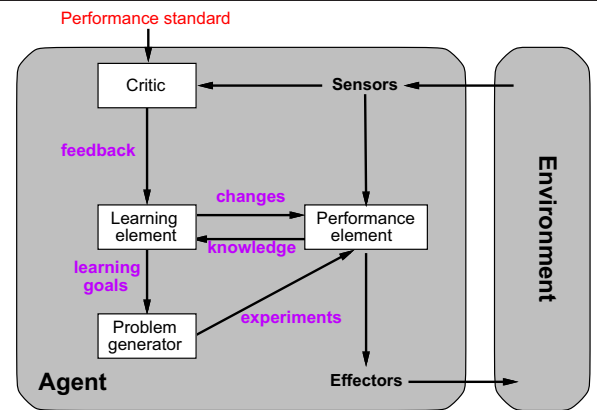 Performance standard
Critic
Sensors
feedback
changes
Learning
element
Performance
element
knowledge
learning
goals
Problem
generator
experiments
Agent
Effectors
Environment